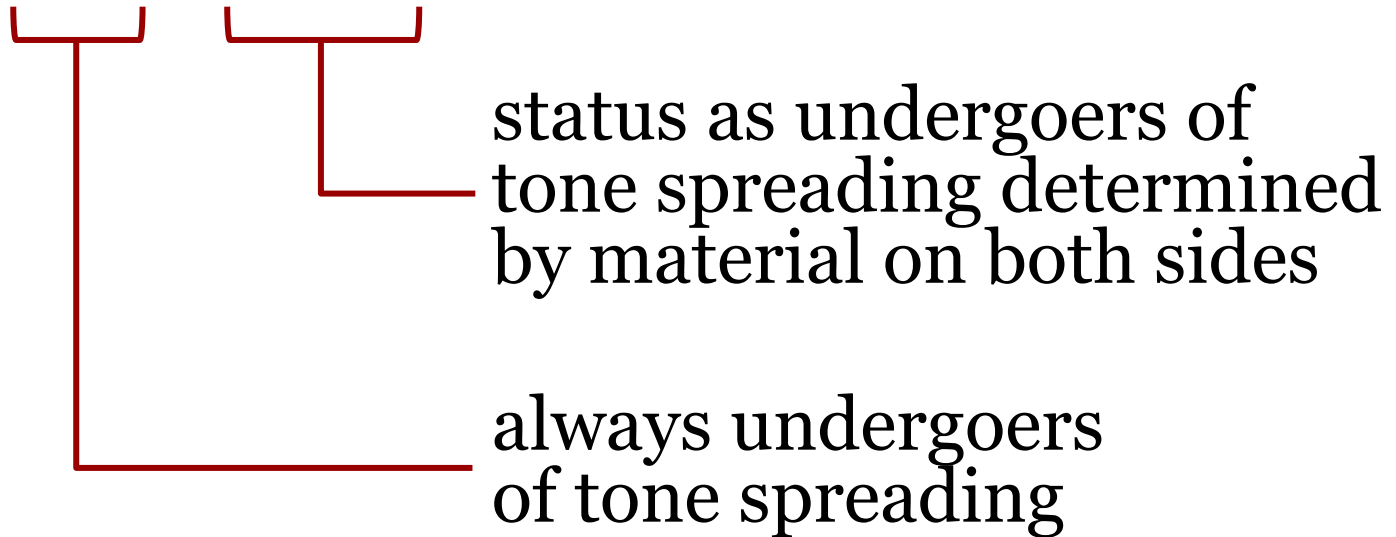 status as undergoers of
tone spreading determined
by material on both sides
always undergoers
of tone spreading